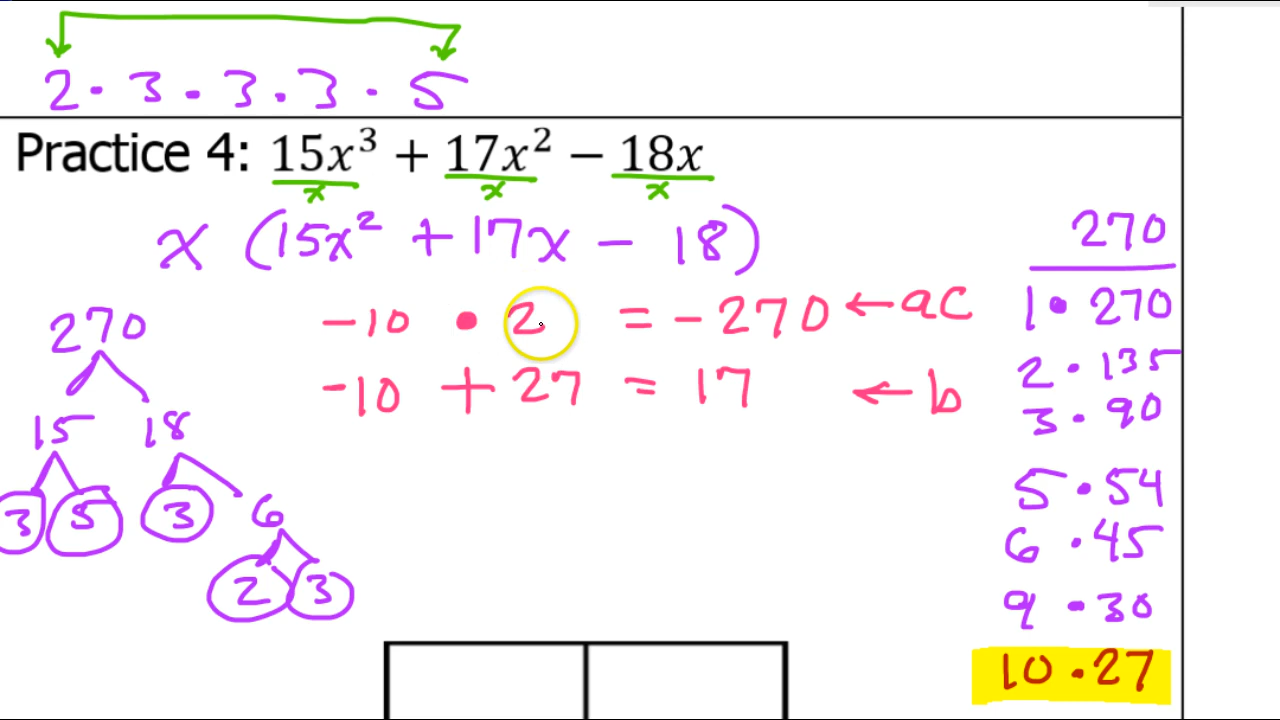 2 · 3 · 3 · 3 · 5
Practice 4: 15x³ + 17x² − 18x
x x x
x (15x² + 17x − 18)
270
-10 · 2 = -270 ← ac
-10 + 27 = 17 ← b
270
15 18
3 5 3 6
2 3
1 · 270
2 · 135
3 · 90
5 · 54
6 · 45
9 · 30
10 · 27